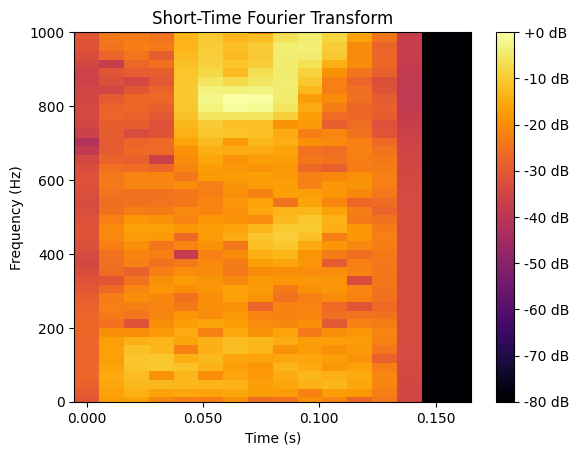 Short-Time Fourier Transform
1000
800
600
400
200
0
Frequency (Hz)
0.000
0.050
0.100
0.150
Time (s)
+0 dB
-10 dB
-20 dB
-30 dB
-40 dB
-50 dB
-60 dB
-70 dB
-80 dB